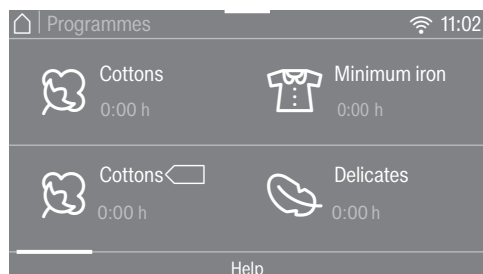 Programmes 11:02
Cottons Minimum iron
0:00 h 0:00 h
Cottons Delicates
0:00 h 0:00 h
Help